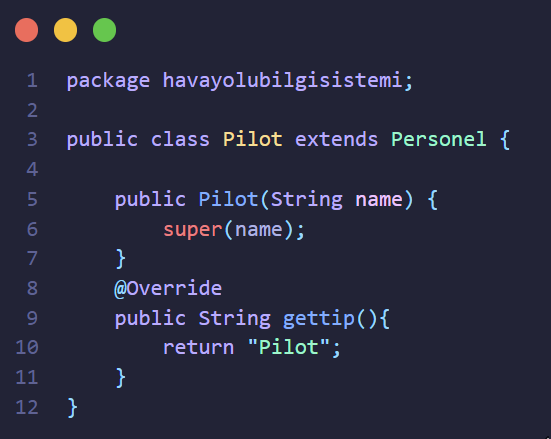 1 package havayolubilgisistemi;
2
3 public class Pilot extends Personel {
4
5 public Pilot(String name) {
6 super(name);
7 }
8 @Override
9 public String gettip(){
10 return "Pilot";
11 }
12 }